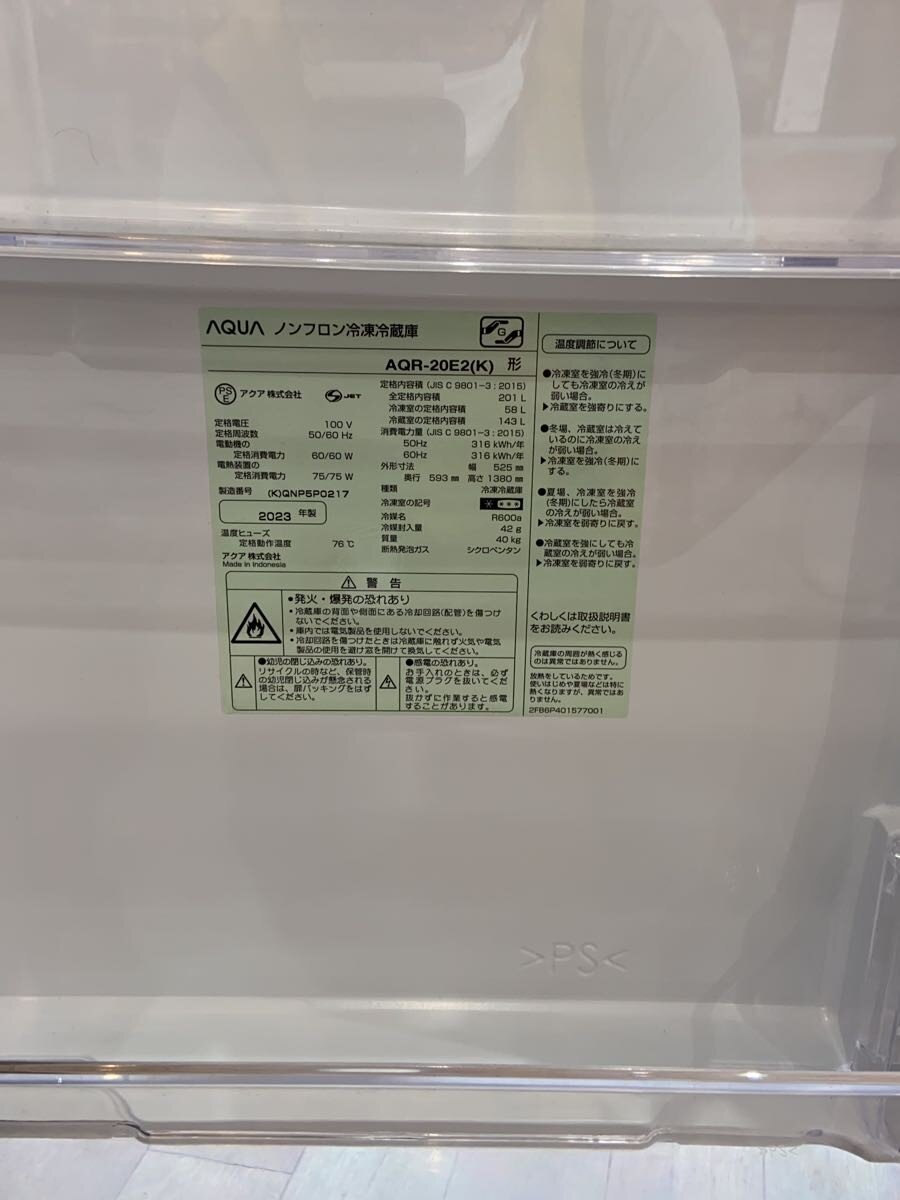 AQUA ノンフロン冷凍冷蔵庫
G
AQR-20E2(K) 形
PS E アクア株式会社 JET
定格電圧 100 V
定格周波数 50/60 Hz
電動機の
定格消費電力 60/60 W
電熱装置の
定格消費電力 75/75 W
製造番号 (K)QNP5P0217
2023 年製
温度ヒューズ
定格動作温度 76 ℃
アクア株式会社
Made in Indonesia
定格内容積 (JIS C 9801-3 : 2015)
全定格内容積 201 L
冷凍室の定格内容積 58 L
冷蔵室の定格内容積 143 L
消費電力量 (JIS C 9801-3 : 2015)
50Hz 316 kWh/年
60Hz 316 kWh/年
外形寸法 幅 525 ㎜
奥行 593 ㎜ 高さ 1380 ㎜
種類 冷凍冷蔵庫
冷凍室の記号 * ***
冷媒名 R600a
冷媒封入量 42 g
質量 40 kg
断熱発泡ガス シクロペンタン
⚠ 警告
●発火・爆発の恐れあり
・冷蔵庫の背面や側面にある冷却回路(配管)を傷つけ
ないでください。
・庫内では電気製品を使用しないでください。
・冷却回路を傷つけたときは冷蔵庫に触れず火気や電気
製品の使用を避け窓を開けて換気してください。
●幼児の閉じ込みの恐れあり。
リサイクルの時など、保管時
の幼児閉じ込みが懸念される
場合は、扉パッキングをはず
してください。
●感電の恐れあり。
お手入れのときは、必ず
電源プラグを抜いてくだ
さい。
抜かずに作業すると感電
することがあります。
温度調節について
●冷凍室を強冷(冬期)に
しても冷凍室の冷えが
弱い場合。
▶冷蔵室を強寄りにする。
●冬場、冷蔵室は冷えて
いるのに冷凍室の冷え
が弱い場合。
▶冷凍室を強冷(冬期)に
する。
●夏場、冷凍室を強冷
(冬期)にしたら冷蔵室
の冷えが弱い場合。
▶冷凍室を弱寄りに戻す。
●冷蔵室を強にしても冷
蔵室の冷えが弱い場合。
▶冷凍室を弱寄りに戻す。
くわしくは取扱説明書
をお読みください。
冷蔵庫の周囲が熱く感じる
のは異常ではありません。
放熱をしているためです。
使いはじめや夏場などは特に
熱くなりますが、異常ではあ
りません。
2FB6P401577001
>PS<